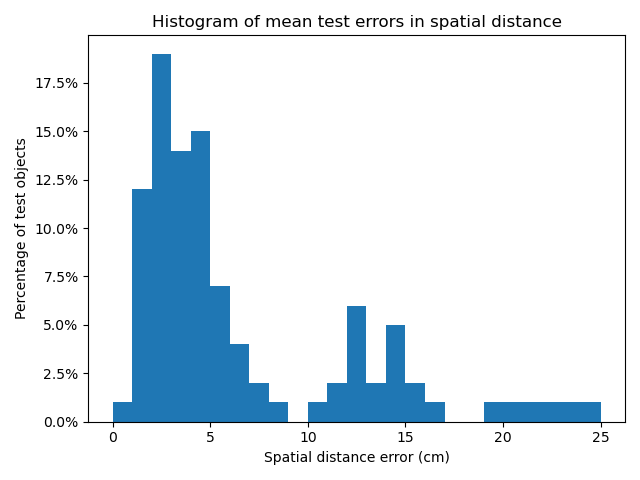 Histogram of mean test errors in spatial distance
Percentage of test objects
17.5%
15.0%
12.5%
10.0%
7.5%
5.0%
2.5%
0.0%
0 5 10 15 20 25
Spatial distance error (cm)